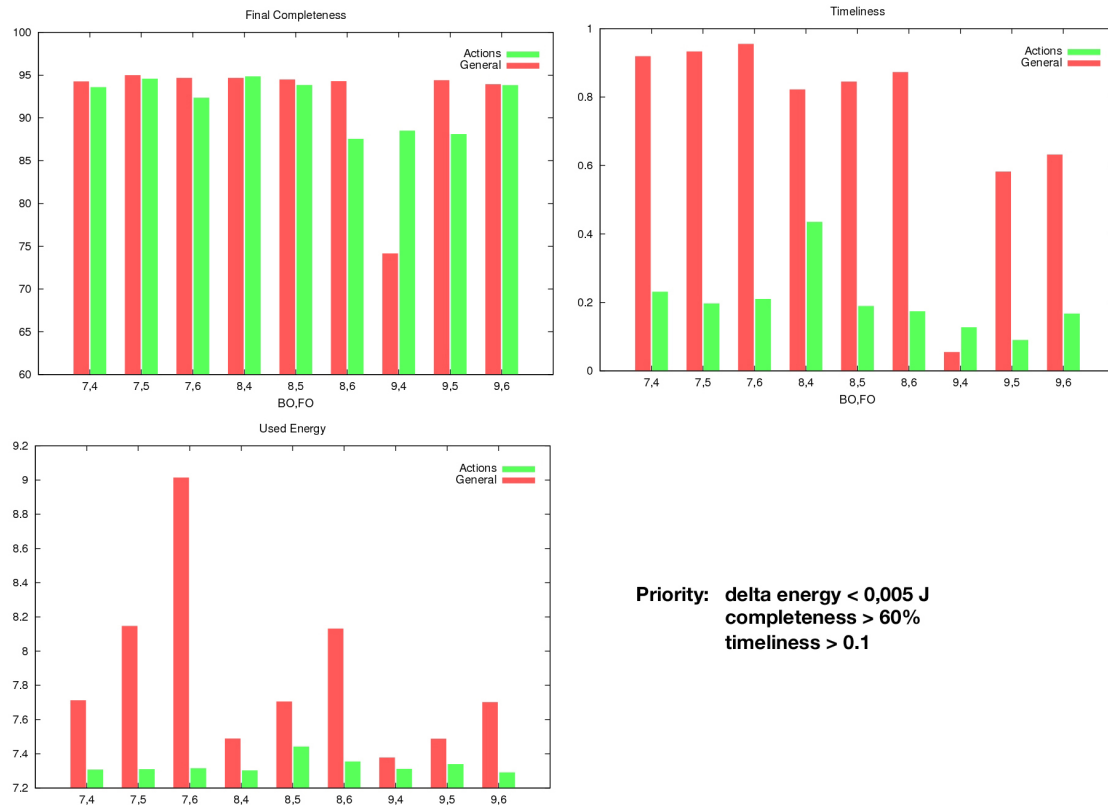 Final Completeness
100
95
90
85
80
75
70
65
60
Actions
General
7,4 7,5 7,6 8,4 8,5 8,6 9,4 9,5 9,6
BO,FO
Timeliness
1
0.8
0.6
0.4
0.2
0
Actions
General
7,4 7,5 7,6 8,4 8,5 8,6 9,4 9,5 9,6
BO,FO
Used Energy
9.2
9
8.8
8.6
8.4
8.2
8
7.8
7.6
7.4
7.2
Actions
General
7,4 7,5 7,6 8,4 8,5 8,6 9,4 9,5 9,6
Priority: delta energy < 0,005 J
completeness > 60%
timeliness > 0.1